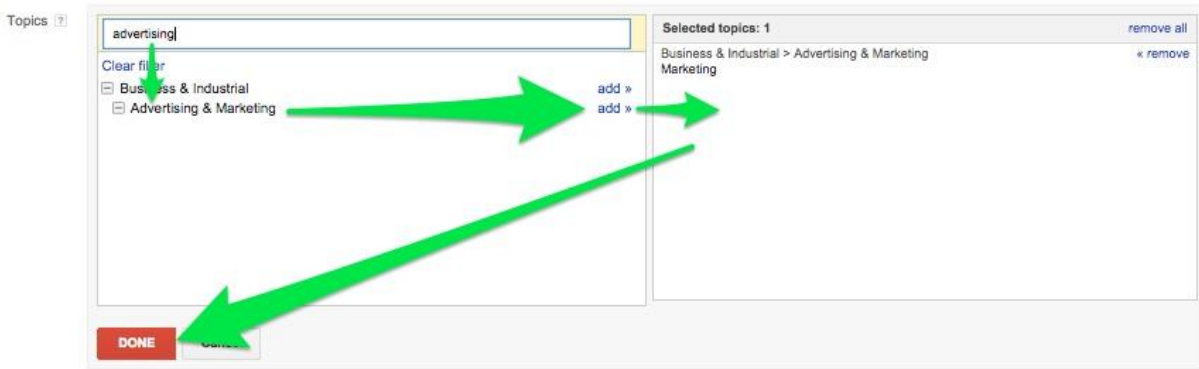 Topics ?
advertising
Clear filter
Business & Industrial add »
Advertising & Marketing add »
Selected topics: 1 remove all
Business & Industrial > Advertising & Marketing « remove
Marketing
DONE